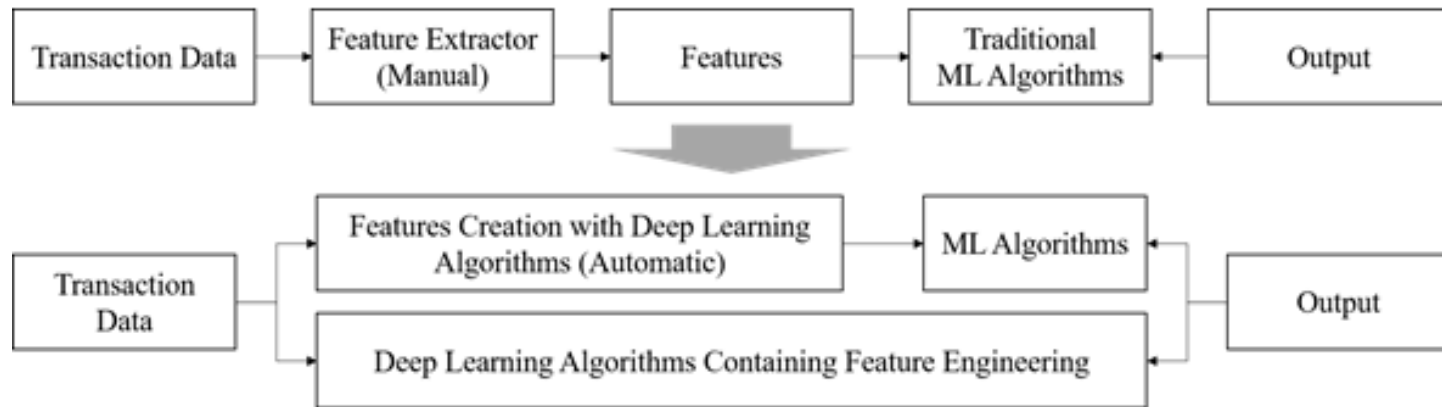 Transaction Data
Feature Extractor
(Manual)
Features
Traditional
ML Algorithms
Output
Features Creation with Deep Learning
Algorithms (Automatic)
ML Algorithms
Transaction
Data
Output
Deep Learning Algorithms Containing Feature Engineering